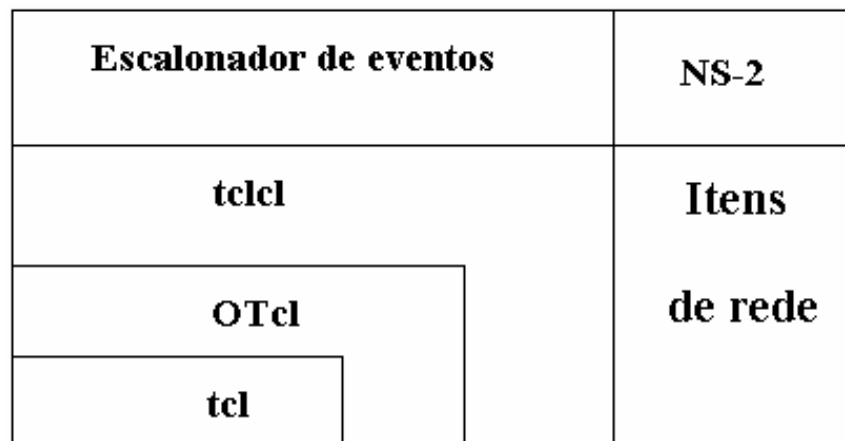 Escalonador de eventos
NS-2
tclcl
Itens
de rede
OTcl
tcl